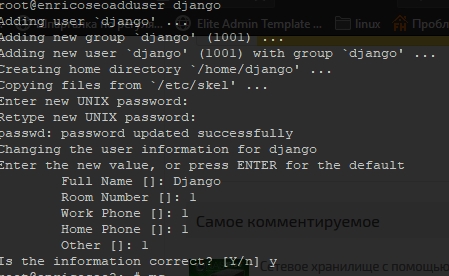 root@enricoseoadduser django
Adding user `django' ...
Adding new group `django' (1001) ...
Adding new user `django' (1001) with group `django' ...
Creating home directory `/home/django' ...
Copying files from `/etc/skel' ...
Enter new UNIX password:
Retype new UNIX password:
passwd: password updated successfully
Changing the user information for django
Enter the new value, or press ENTER for the default
Full Name []: Django
Room Number []: 1
Work Phone []: 1
Home Phone []: 1
Other []: 1
Is the information correct? [Y/n] y
Elite Admin Template ...
linux
Пробл
Самое комментируемое
Сетевое хранилище с помощью